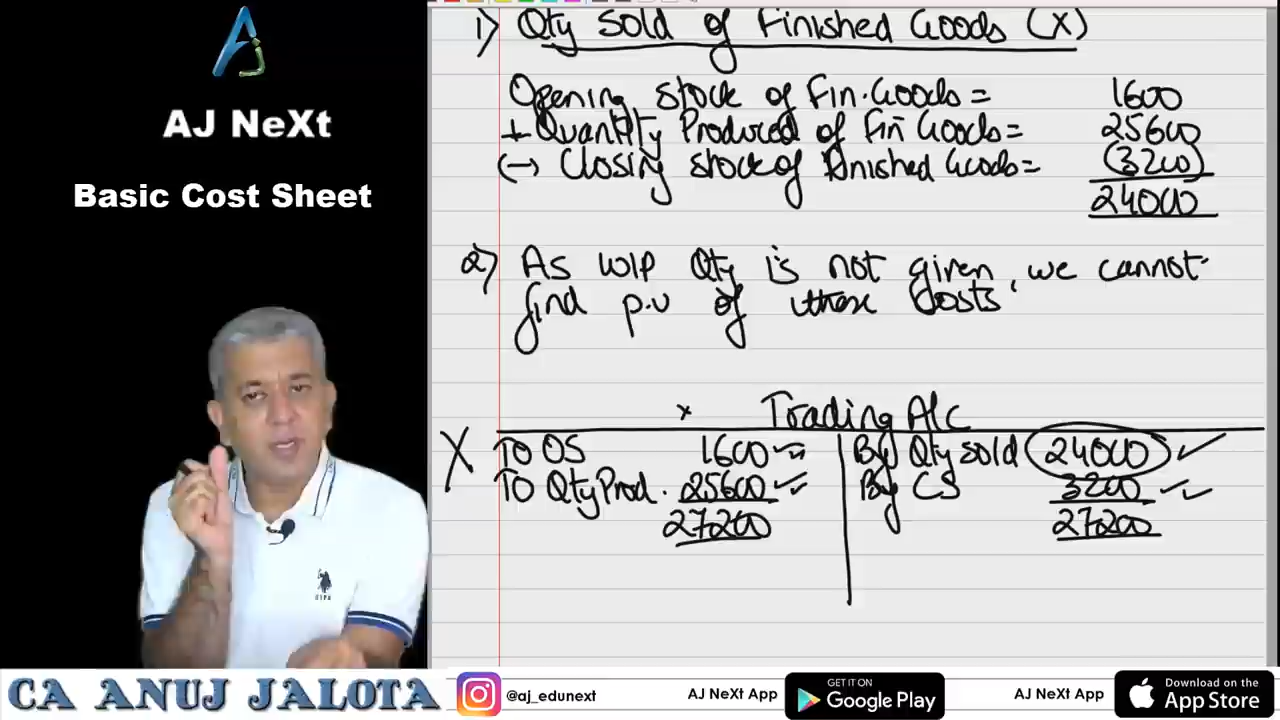 AJ NeXt
Basic Cost Sheet
1) Qty Sold of Finished Goods (X)
Opening stock of Fin. Goods = 1600
+ Quantity Produced of Fin Goods = 25600
(-) Closing stock of Finished Goods = (3200)
24000
2) As WIP Qty is not given, we cannot
find p.u of these Costs
x Trading A/c
X To OS 1600 By Qty sold 24000
To Qty Prod. 25600 By CS 3200
27200 27200
U.S. POLO ASSN.
CA ANUJ JALOTA @aj_edunext AJ NeXt App GET IT ON Google Play AJ NeXt App Download on the App Store